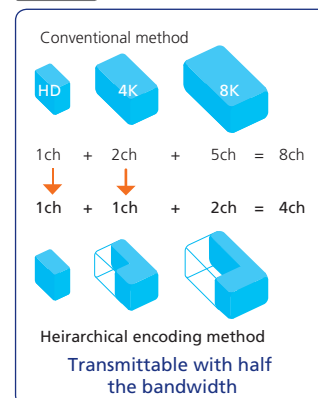 Conventional method
HD 4K 8K
1ch + 2ch + 5ch = 8ch
1ch + 1ch + 2ch = 4ch
Heirarchical encoding method
Transmittable with half
the bandwidth